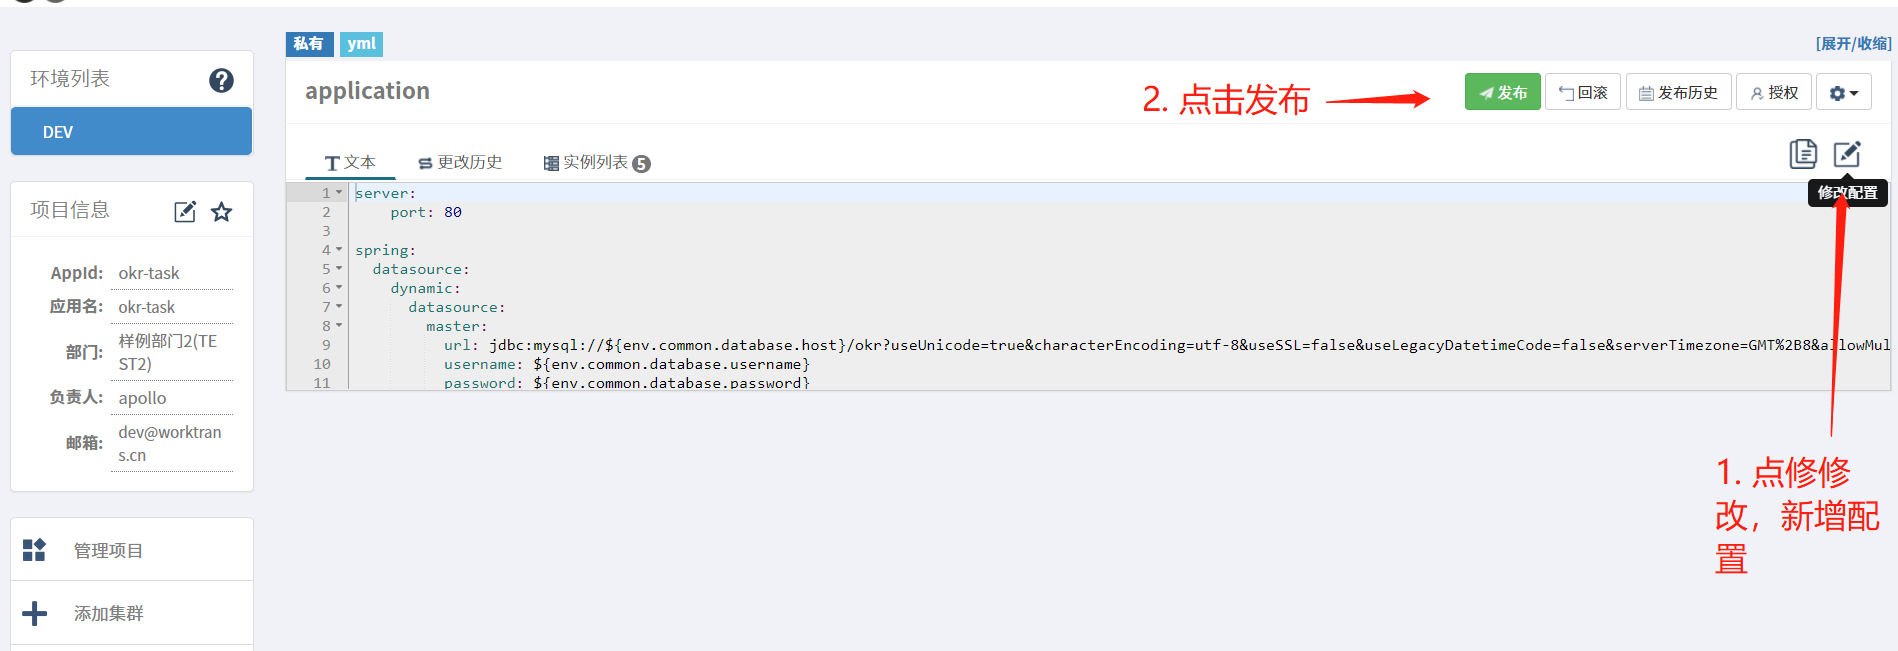 私有 yml
[展开/收缩]
环境列表
DEV
application
2. 点击发布
发布 回滚 发布历史 授权
文本 更改历史 实例列表 5
修改配置
1 server:
2 port: 80
3
4 spring:
5 datasource:
6 dynamic:
7 datasource:
8 master:
9 url: jdbc:mysql://${env.common.database.host}/okr?useUnicode=true&characterEncoding=utf-8&useSSL=false&useLegacyDatetimeCode=false&serverTimezone=GMT%2B8&allowMul
10 username: ${env.common.database.username}
11 password: ${env.common.database.password}
项目信息
AppId: okr-task
应用名: okr-task
部门: 样例部门2(TE
ST2)
负责人: apollo
邮箱: dev@worktran
s.cn
1. 点修修
改，新增配
置
管理项目
添加集群